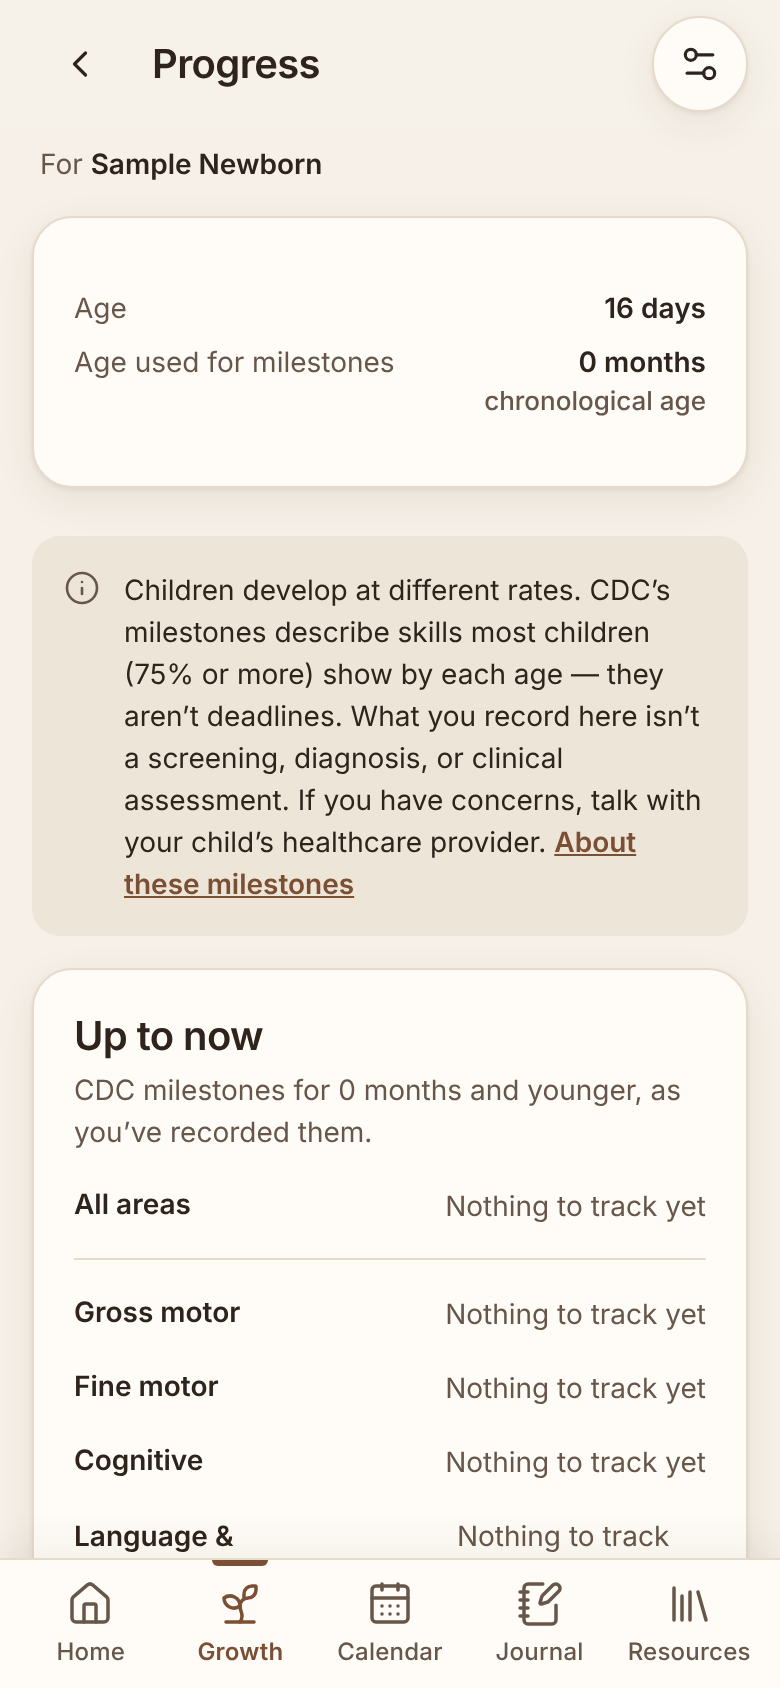 Progress
For Sample Newborn
Age 16 days
Age used for milestones 0 months
chronological age
Children develop at different rates. CDC’s
milestones describe skills most children
(75% or more) show by each age — they
aren’t deadlines. What you record here isn’t
a screening, diagnosis, or clinical
assessment. If you have concerns, talk with
your child’s healthcare provider. About
these milestones
Up to now
CDC milestones for 0 months and younger, as
you’ve recorded them.
All areas Nothing to track yet
Gross motor Nothing to track yet
Fine motor Nothing to track yet
Cognitive Nothing to track yet
Language & Nothing to track
Home Growth Calendar Journal Resources